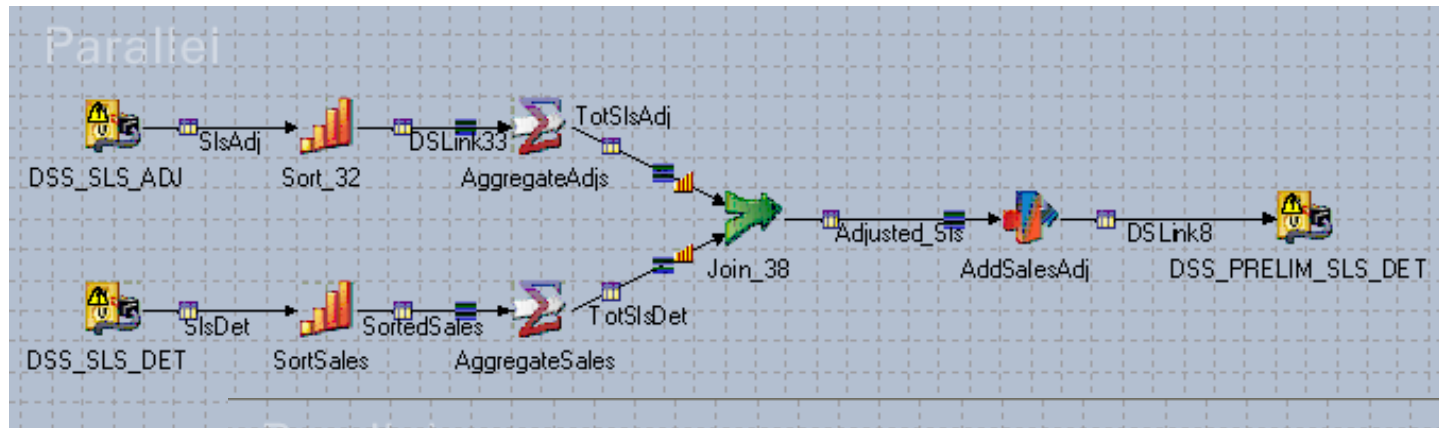 Parallel
TotSlsAdj
SlsAdj
DSLink33
DSS_SLS_ADJ
Sort_32
AggregateAdjs
Adjusted_Sls
DSLink8
Join_38
AddSalesAdj
DSS_PRELIM_SLS_DET
SlsDet
SortedSales
TotSlsDet
DSS_SLS_DET
SortSales
AggregateSales